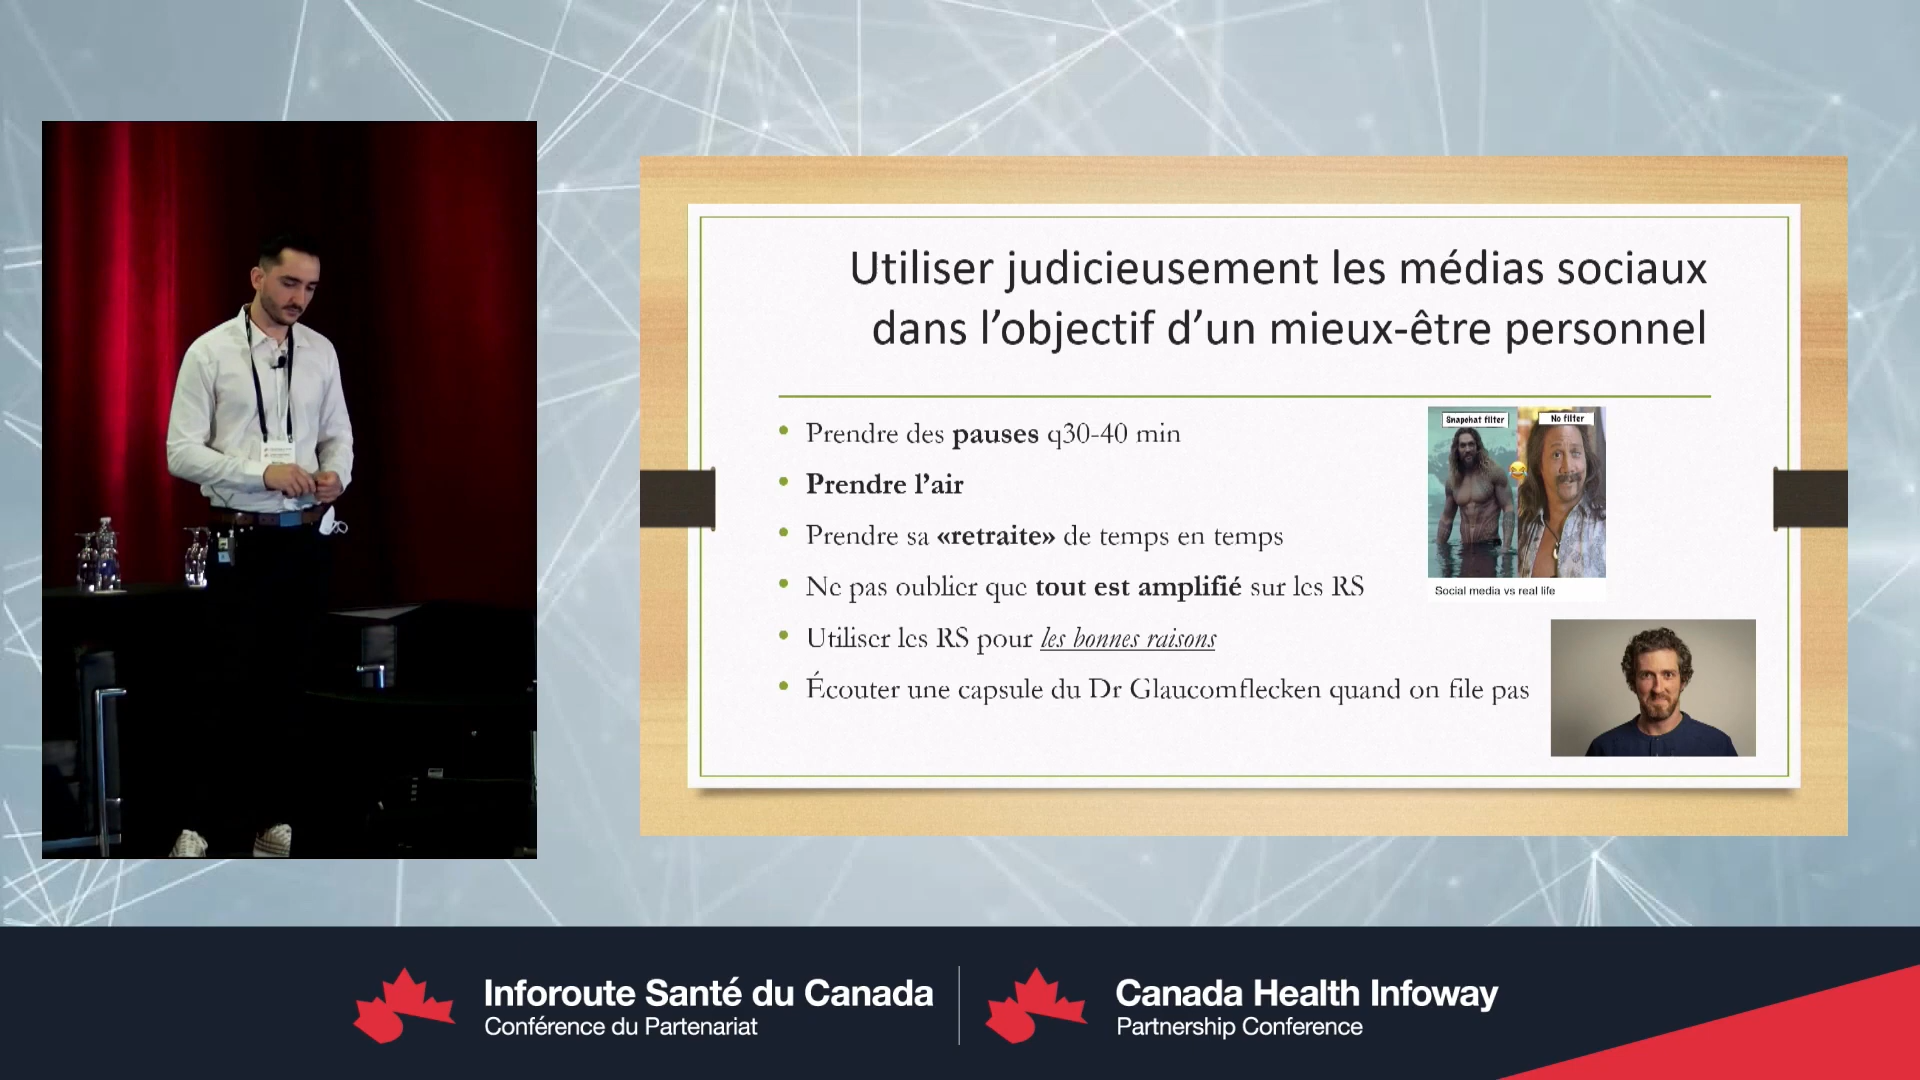 Utiliser judicieusement les médias sociaux
dans l’objectif d’un mieux-être personnel
• Prendre des pauses q30-40 min
• Prendre l’air
• Prendre sa «retraite» de temps en temps
• Ne pas oublier que tout est amplifié sur les RS
• Utiliser les RS pour les bonnes raisons
• Écouter une capsule du Dr Glaucomflecken quand on file pas
Snapchat filter
No filter
Social media vs real life
Inforoute Santé du Canada
Conférence du Partenariat
Canada Health Infoway
Partnership Conference